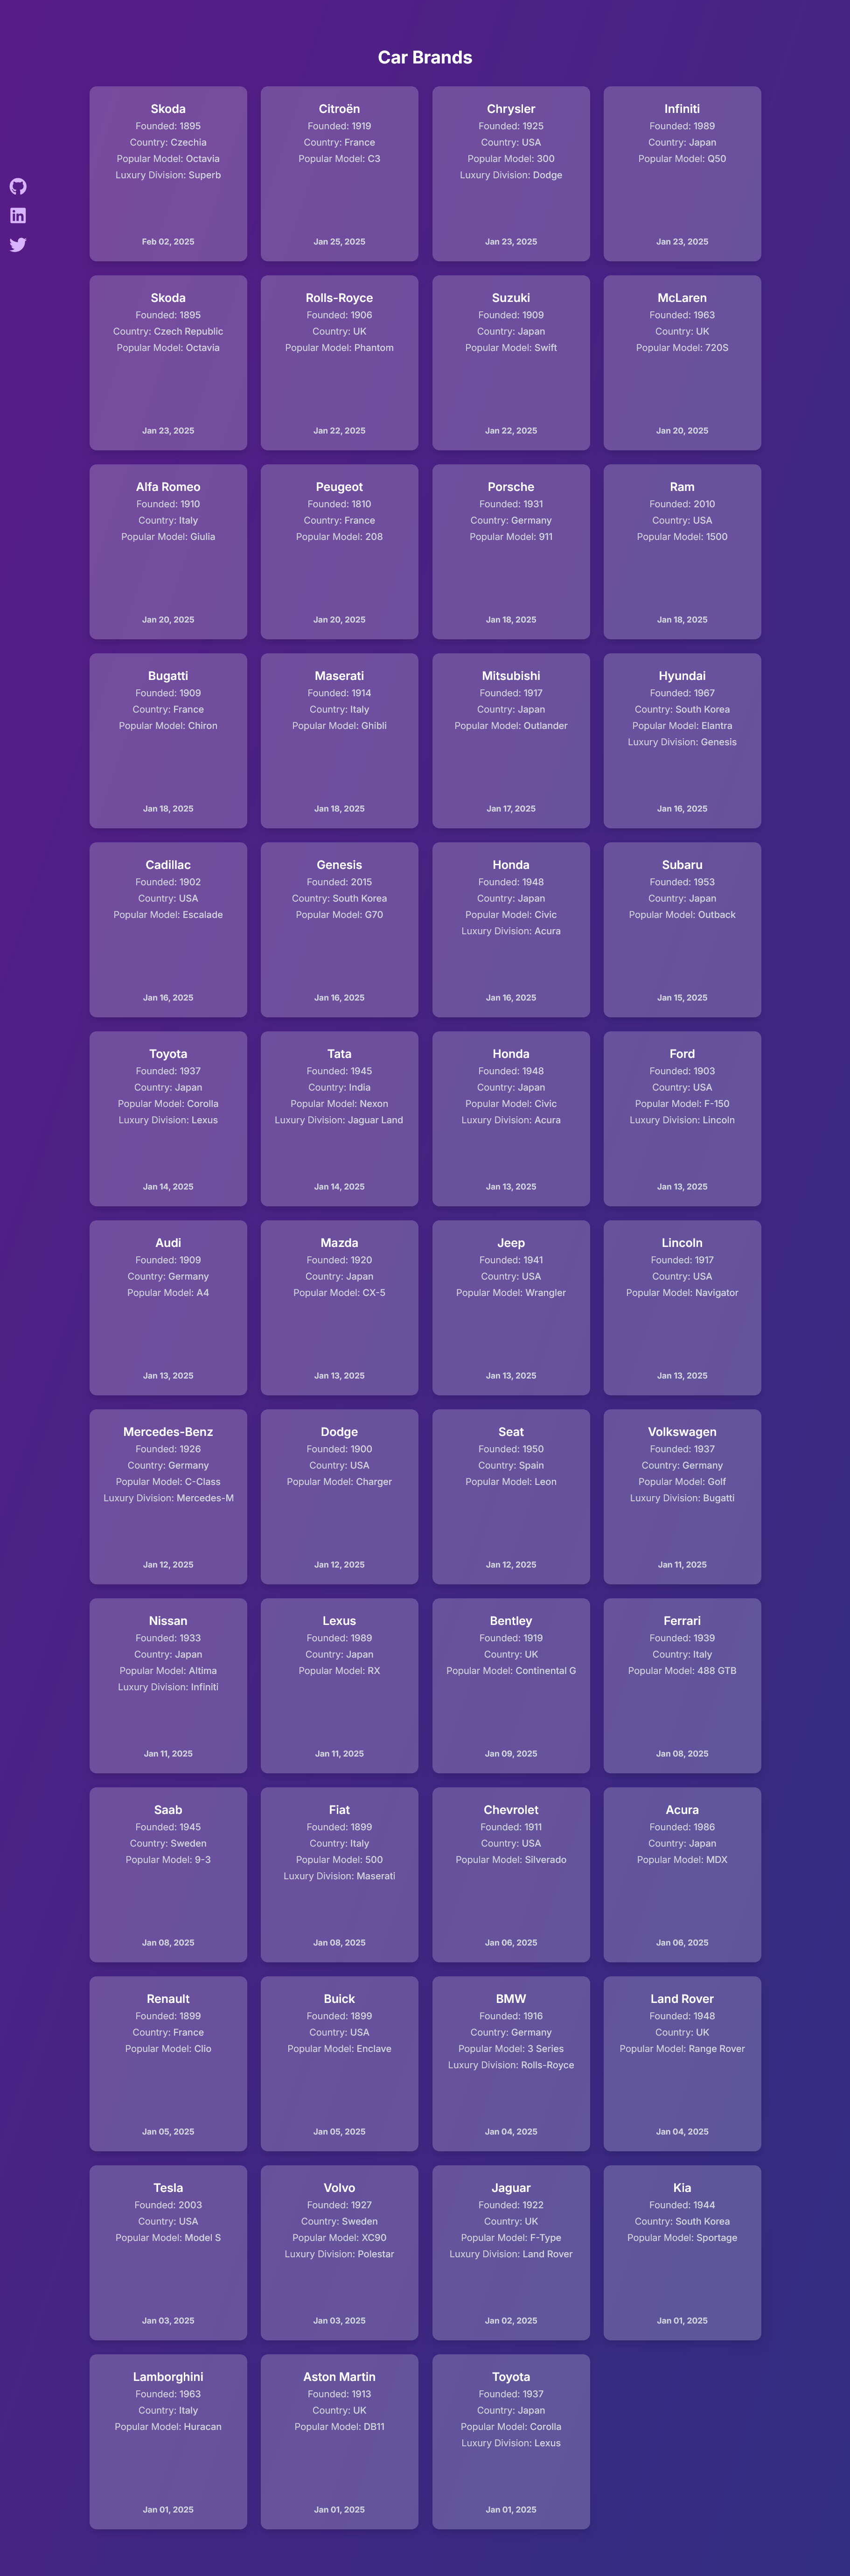 Car Brands
Skoda
Founded: 1895
Country: Czechia
Popular Model: Octavia
Luxury Division: Superb
Feb 02, 2025
Citroën
Founded: 1919
Country: France
Popular Model: C3
Jan 25, 2025
Chrysler
Founded: 1925
Country: USA
Popular Model: 300
Luxury Division: Dodge
Jan 23, 2025
Infiniti
Founded: 1989
Country: Japan
Popular Model: Q50
Jan 23, 2025
Skoda
Founded: 1895
Country: Czech Republic
Popular Model: Octavia
Jan 23, 2025
Rolls-Royce
Founded: 1906
Country: UK
Popular Model: Phantom
Jan 22, 2025
Suzuki
Founded: 1909
Country: Japan
Popular Model: Swift
Jan 22, 2025
McLaren
Founded: 1963
Country: UK
Popular Model: 720S
Jan 20, 2025
Alfa Romeo
Founded: 1910
Country: Italy
Popular Model: Giulia
Jan 20, 2025
Peugeot
Founded: 1810
Country: France
Popular Model: 208
Jan 20, 2025
Porsche
Founded: 1931
Country: Germany
Popular Model: 911
Jan 18, 2025
Ram
Founded: 2010
Country: USA
Popular Model: 1500
Jan 18, 2025
Bugatti
Founded: 1909
Country: France
Popular Model: Chiron
Jan 18, 2025
Maserati
Founded: 1914
Country: Italy
Popular Model: Ghibli
Jan 18, 2025
Mitsubishi
Founded: 1917
Country: Japan
Popular Model: Outlander
Jan 17, 2025
Hyundai
Founded: 1967
Country: South Korea
Popular Model: Elantra
Luxury Division: Genesis
Jan 16, 2025
Cadillac
Founded: 1902
Country: USA
Popular Model: Escalade
Jan 16, 2025
Genesis
Founded: 2015
Country: South Korea
Popular Model: G70
Jan 16, 2025
Honda
Founded: 1948
Country: Japan
Popular Model: Civic
Luxury Division: Acura
Jan 16, 2025
Subaru
Founded: 1953
Country: Japan
Popular Model: Outback
Jan 15, 2025
Toyota
Founded: 1937
Country: Japan
Popular Model: Corolla
Luxury Division: Lexus
Jan 14, 2025
Tata
Founded: 1945
Country: India
Popular Model: Nexon
Luxury Division: Jaguar Land
Jan 14, 2025
Honda
Founded: 1948
Country: Japan
Popular Model: Civic
Luxury Division: Acura
Jan 13, 2025
Ford
Founded: 1903
Country: USA
Popular Model: F-150
Luxury Division: Lincoln
Jan 13, 2025
Audi
Founded: 1909
Country: Germany
Popular Model: A4
Jan 13, 2025
Mazda
Founded: 1920
Country: Japan
Popular Model: CX-5
Jan 13, 2025
Jeep
Founded: 1941
Country: USA
Popular Model: Wrangler
Jan 13, 2025
Lincoln
Founded: 1917
Country: USA
Popular Model: Navigator
Jan 13, 2025
Mercedes-Benz
Founded: 1926
Country: Germany
Popular Model: C-Class
Luxury Division: Mercedes-M
Jan 12, 2025
Dodge
Founded: 1900
Country: USA
Popular Model: Charger
Jan 12, 2025
Seat
Founded: 1950
Country: Spain
Popular Model: Leon
Jan 12, 2025
Volkswagen
Founded: 1937
Country: Germany
Popular Model: Golf
Luxury Division: Bugatti
Jan 11, 2025
Nissan
Founded: 1933
Country: Japan
Popular Model: Altima
Luxury Division: Infiniti
Jan 11, 2025
Lexus
Founded: 1989
Country: Japan
Popular Model: RX
Jan 11, 2025
Bentley
Founded: 1919
Country: UK
Popular Model: Continental G
Jan 09, 2025
Ferrari
Founded: 1939
Country: Italy
Popular Model: 488 GTB
Jan 08, 2025
Saab
Founded: 1945
Country: Sweden
Popular Model: 9-3
Jan 08, 2025
Fiat
Founded: 1899
Country: Italy
Popular Model: 500
Luxury Division: Maserati
Jan 08, 2025
Chevrolet
Founded: 1911
Country: USA
Popular Model: Silverado
Jan 06, 2025
Acura
Founded: 1986
Country: Japan
Popular Model: MDX
Jan 06, 2025
Renault
Founded: 1899
Country: France
Popular Model: Clio
Jan 05, 2025
Buick
Founded: 1899
Country: USA
Popular Model: Enclave
Jan 05, 2025
BMW
Founded: 1916
Country: Germany
Popular Model: 3 Series
Luxury Division: Rolls-Royce
Jan 04, 2025
Land Rover
Founded: 1948
Country: UK
Popular Model: Range Rover
Jan 04, 2025
Tesla
Founded: 2003
Country: USA
Popular Model: Model S
Jan 03, 2025
Volvo
Founded: 1927
Country: Sweden
Popular Model: XC90
Luxury Division: Polestar
Jan 03, 2025
Jaguar
Founded: 1922
Country: UK
Popular Model: F-Type
Luxury Division: Land Rover
Jan 02, 2025
Kia
Founded: 1944
Country: South Korea
Popular Model: Sportage
Jan 01, 2025
Lamborghini
Founded: 1963
Country: Italy
Popular Model: Huracan
Jan 01, 2025
Aston Martin
Founded: 1913
Country: UK
Popular Model: DB11
Jan 01, 2025
Toyota
Founded: 1937
Country: Japan
Popular Model: Corolla
Luxury Division: Lexus
Jan 01, 2025